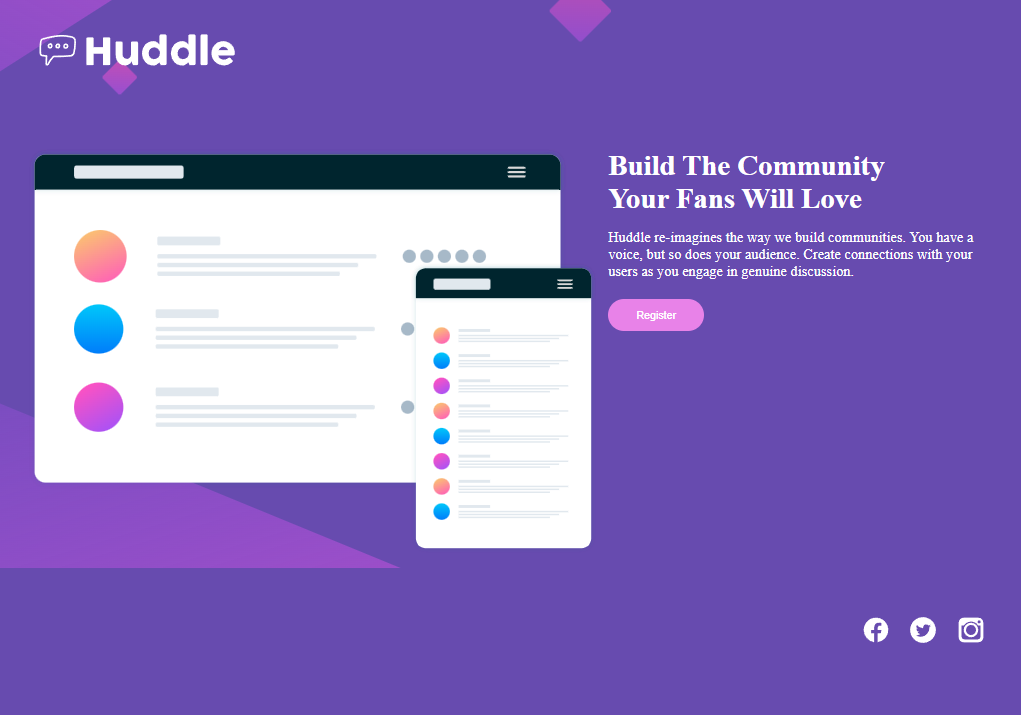 Huddle
Build The Community
Your Fans Will Love
Huddle re-imagines the way we build communities. You have a
voice, but so does your audience. Create connections with your
users as you engage in genuine discussion.
Register